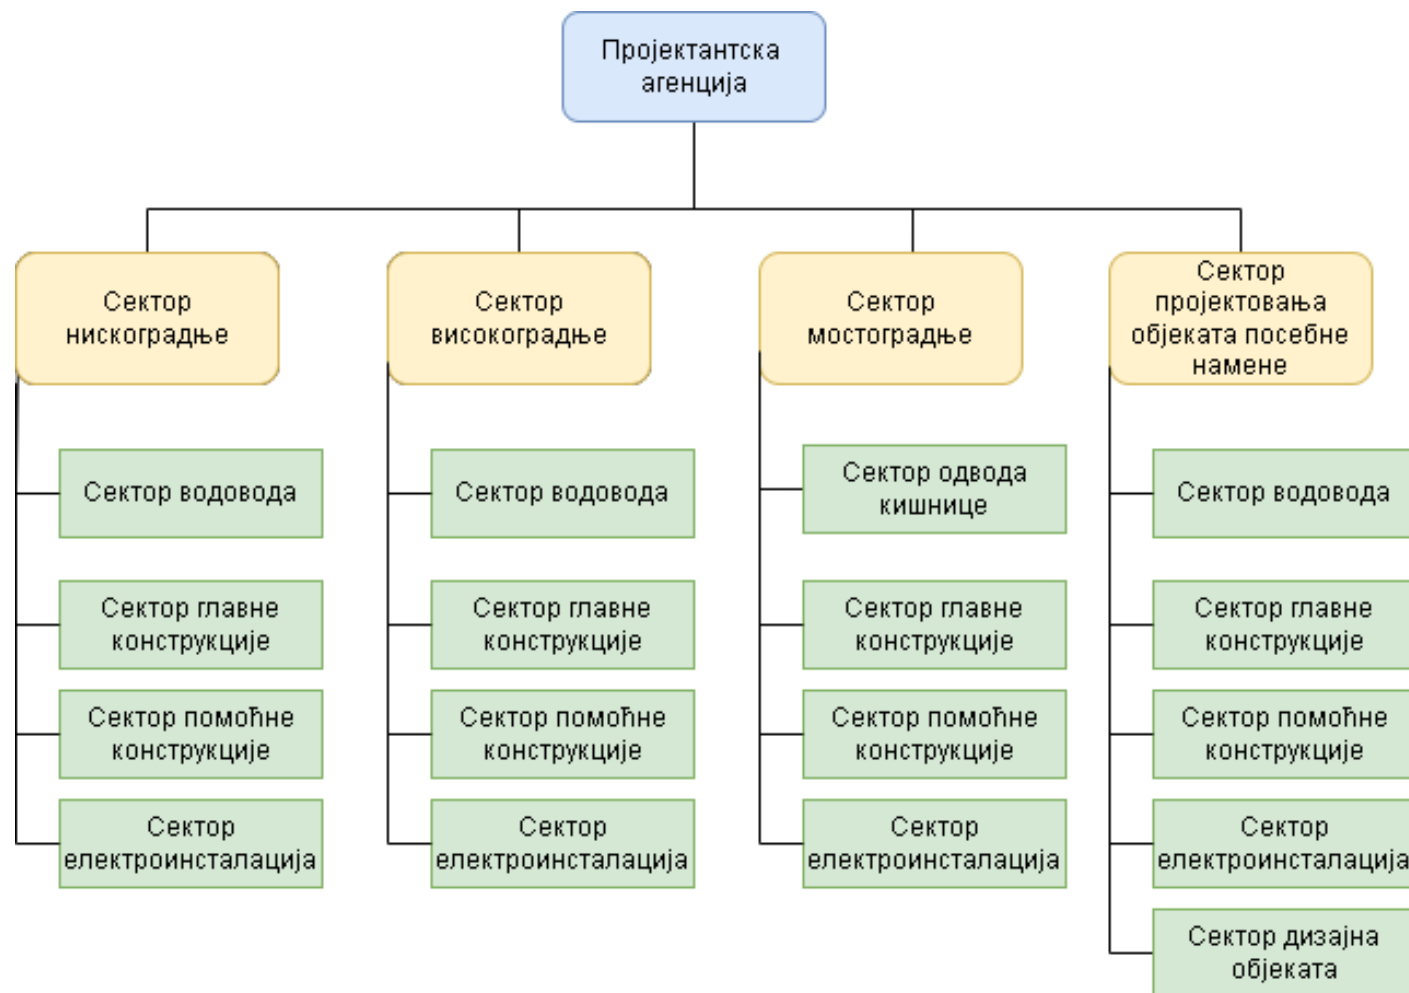 Пројектантска
агенција
Сектор
нискоградње
Сектор
високоградње
Сектор
мостоградње
Сектор
пројектовања
објеката посебне
намене
Сектор водовода
Сектор главне
конструкције
Сектор помоћне
конструкције
Сектор
електроинсталација
Сектор водовода
Сектор главне
конструкције
Сектор помоћне
конструкције
Сектор
електроинсталација
Сектор одвода
кишнице
Сектор главне
конструкције
Сектор помоћне
конструкције
Сектор
електроинсталација
Сектор водовода
Сектор главне
конструкције
Сектор помоћне
конструкције
Сектор
електроинсталација
Сектор дизајна
објеката